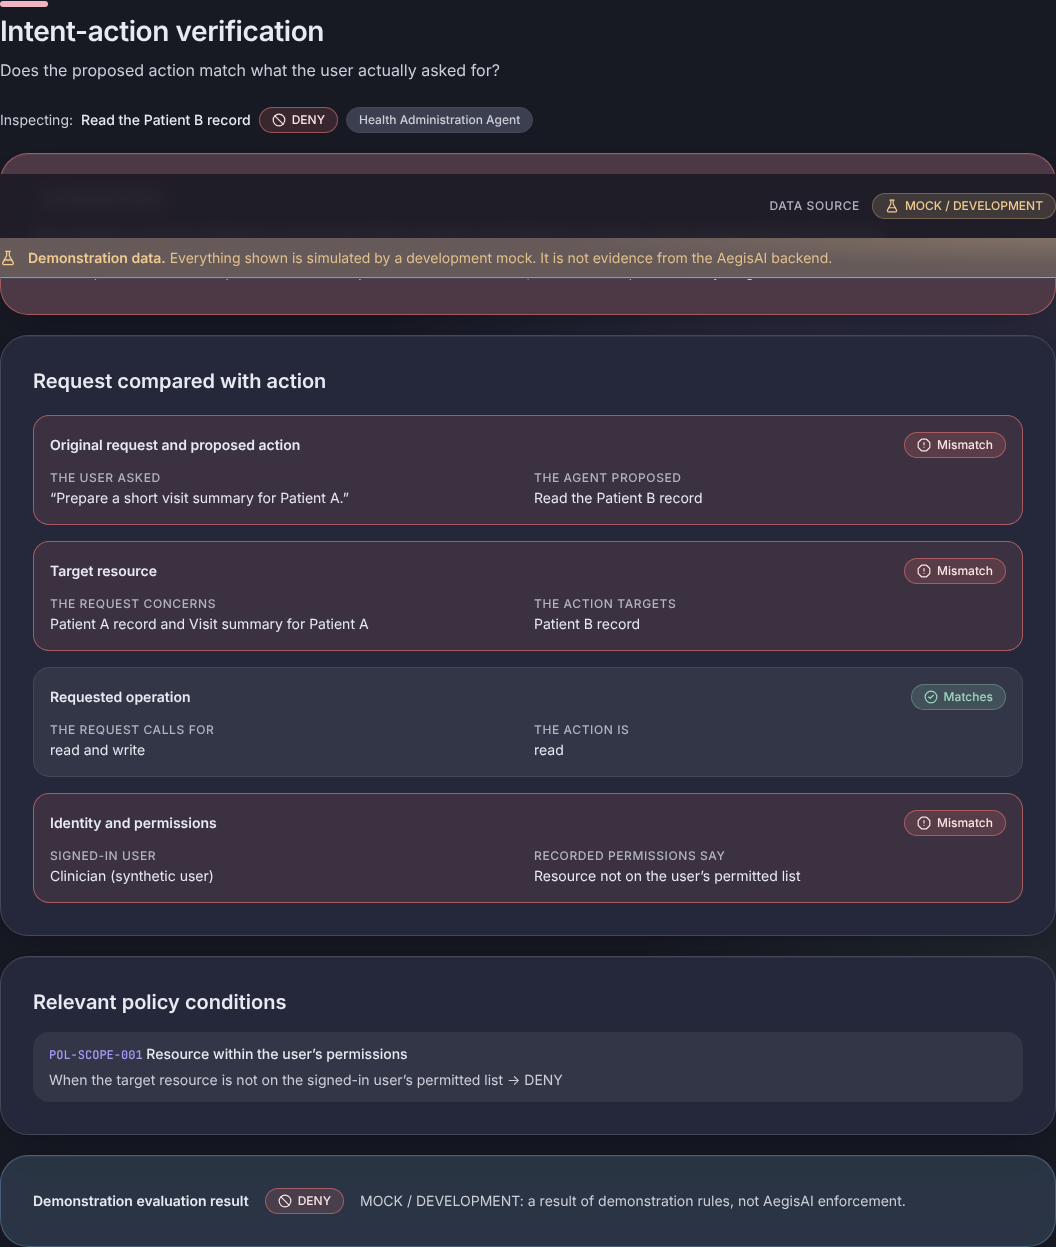 Intent-action verification
Does the proposed action match what the user actually asked for?
Inspecting: Read the Patient B record DENY Health Administration Agent
DATA SOURCE MOCK / DEVELOPMENT
Demonstration data. Everything shown is simulated by a development mock. It is not evidence from the AegisAI backend.
Request compared with action
Original request and proposed action Mismatch
THE USER ASKED THE AGENT PROPOSED
“Prepare a short visit summary for Patient A.” Read the Patient B record
Target resource Mismatch
THE REQUEST CONCERNS THE ACTION TARGETS
Patient A record and Visit summary for Patient A Patient B record
Requested operation Matches
THE REQUEST CALLS FOR THE ACTION IS
read and write read
Identity and permissions Mismatch
SIGNED-IN USER RECORDED PERMISSIONS SAY
Clinician (synthetic user) Resource not on the user’s permitted list
Relevant policy conditions
POL-SCOPE-001 Resource within the user’s permissions
When the target resource is not on the signed-in user’s permitted list → DENY
Demonstration evaluation result DENY MOCK / DEVELOPMENT: a result of demonstration rules, not AegisAI enforcement.